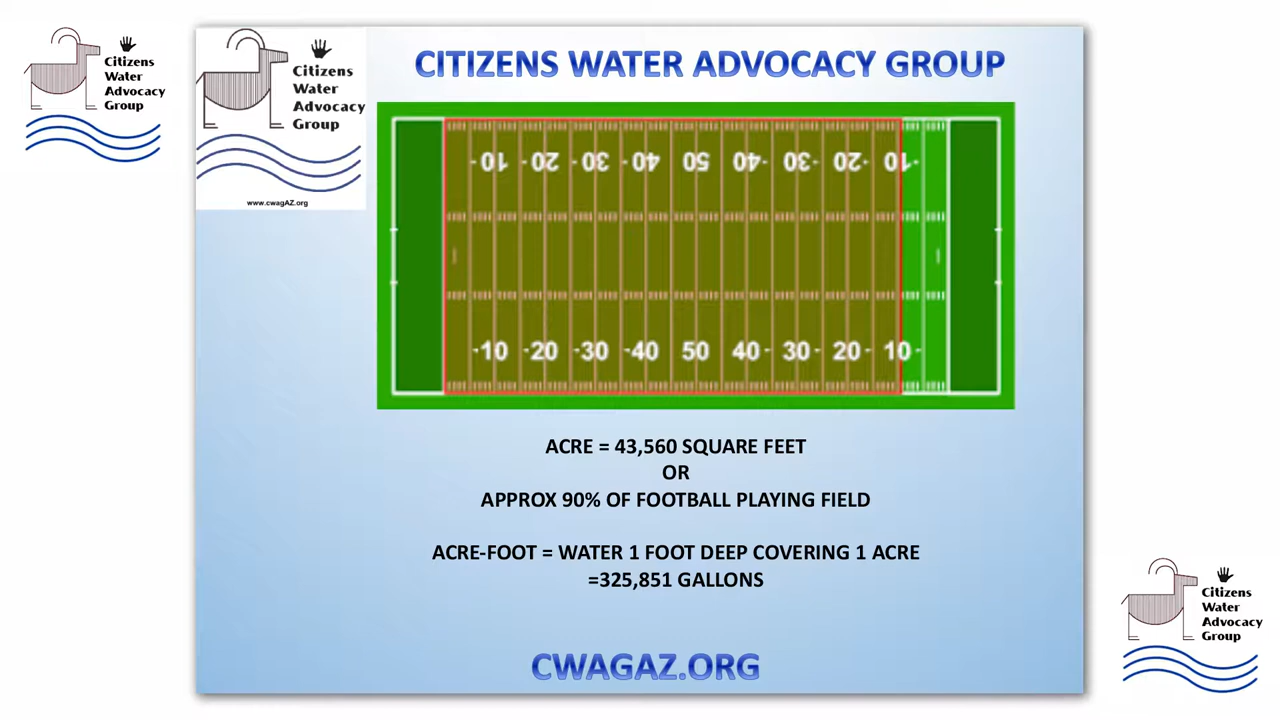 Citizens
Water
Advocacy
Group
Citizens
Water
Advocacy
Group
www.cwagAZ.org
CITIZENS WATER ADVOCACY GROUP
10 20 30 40 50 40 30 20 10
10 20 30 40 50 40 30 20 10
ACRE = 43,560 SQUARE FEET
OR
APPROX 90% OF FOOTBALL PLAYING FIELD
ACRE-FOOT = WATER 1 FOOT DEEP COVERING 1 ACRE
=325,851 GALLONS
CWAGAZ.ORG
Citizens
Water
Advocacy
Group